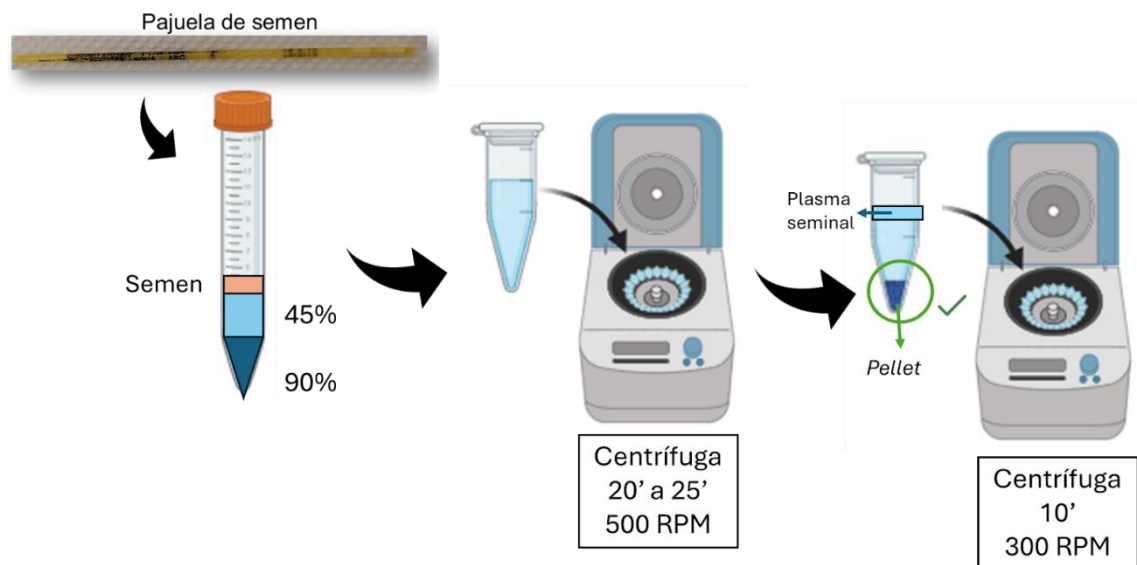 Pajuela de semen
Semen
45%
90%
Centrífuga
20’ a 25’
500 RPM
Plasma
seminal
Pellet
Centrífuga
10’
300 RPM